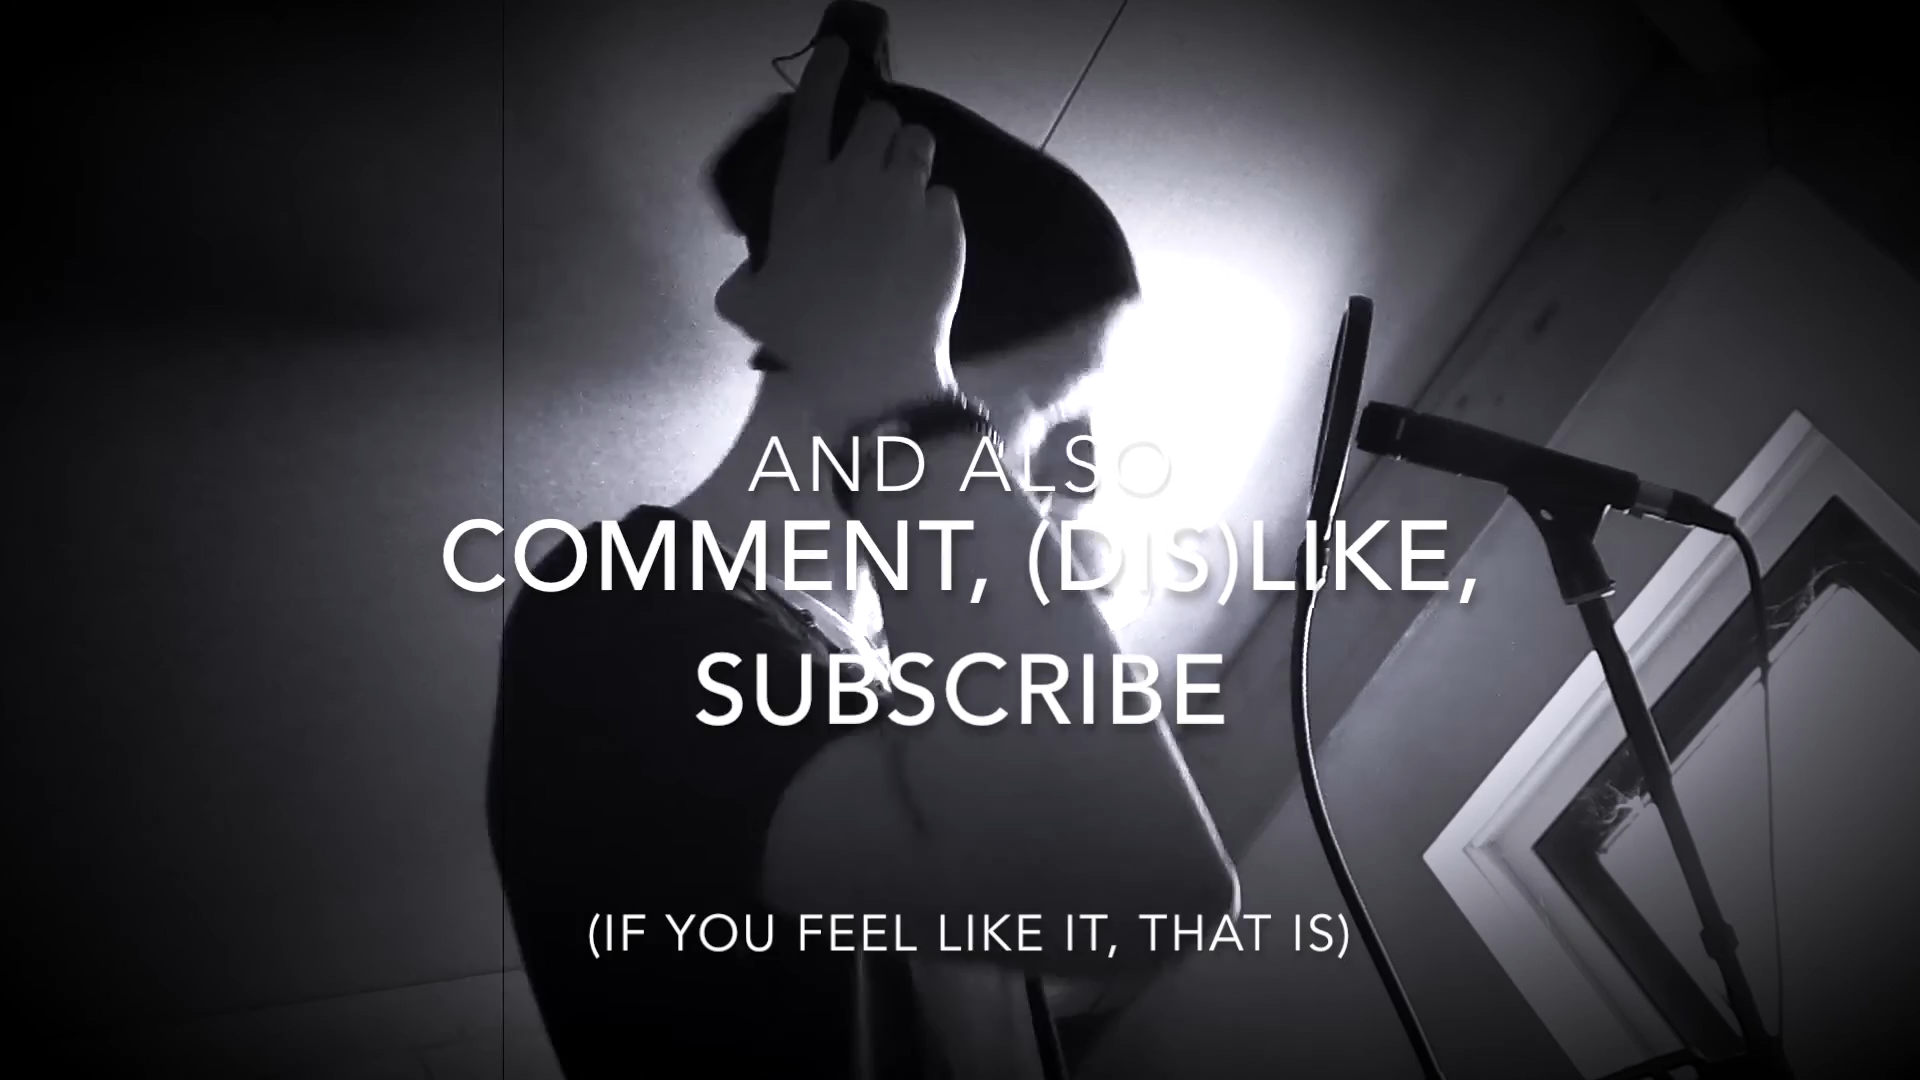 AND ALSO
COMMENT, (DIS)LIKE,
SUBSCRIBE
(IF YOU FEEL LIKE IT, THAT IS)